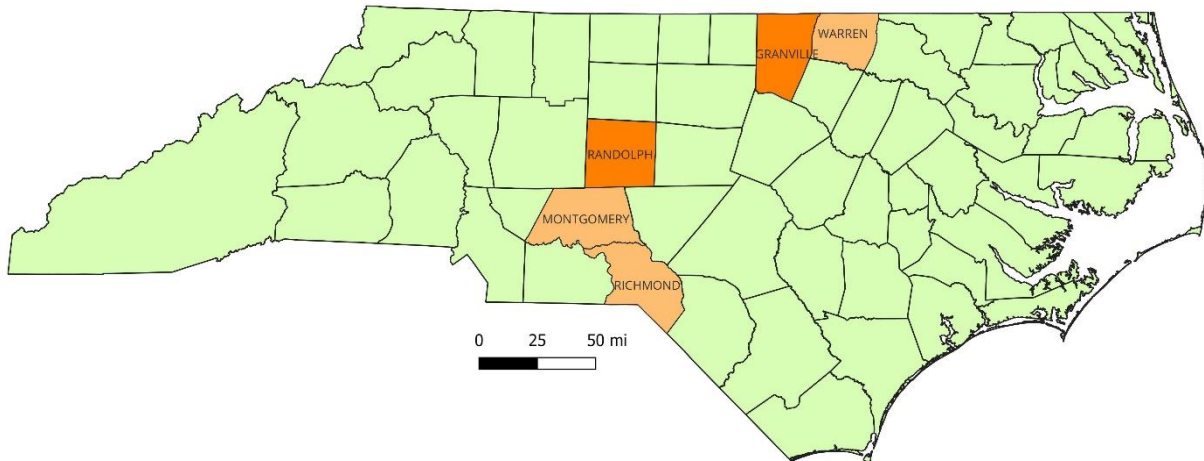 WARREN
GRANVILLE
RANDOLPH
MONTGOMERY
RICHMOND
0 25 50 mi